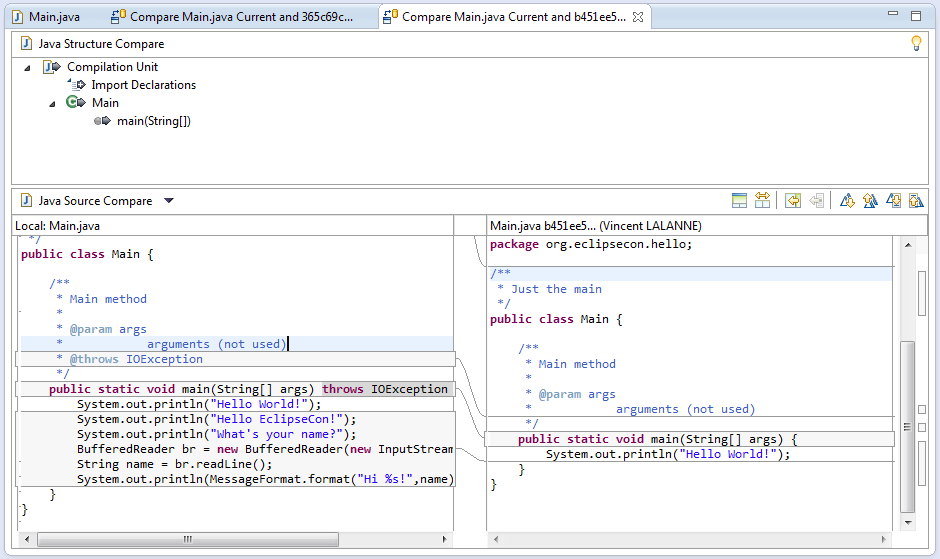 Main.java
Compare Main.java Current and 365c69c...
Compare Main.java Current and b451ee5...
Java Structure Compare
Compilation Unit
Import Declarations
Main
main(String[])
Java Source Compare
Local: Main.java
*/
public class Main {
/**
* Main method
*
* @param args
* arguments (not used)
* @throws IOException
*/
public static void main(String[] args) throws IOException
System.out.println("Hello World!");
System.out.println("Hello EclipseCon!");
System.out.println("What's your name?");
BufferedReader br = new BufferedReader(new InputStream
String name = br.readLine();
System.out.println(MessageFormat.format("Hi %s!",name)
}
}
Main.java b451ee5... (Vincent LALANNE)
package org.eclipsecon.hello;
/**
* Just the main
*/
public class Main {
/**
* Main method
*
* @param args
* arguments (not used)
*/
public static void main(String[] args) {
System.out.println("Hello World!");
}
}